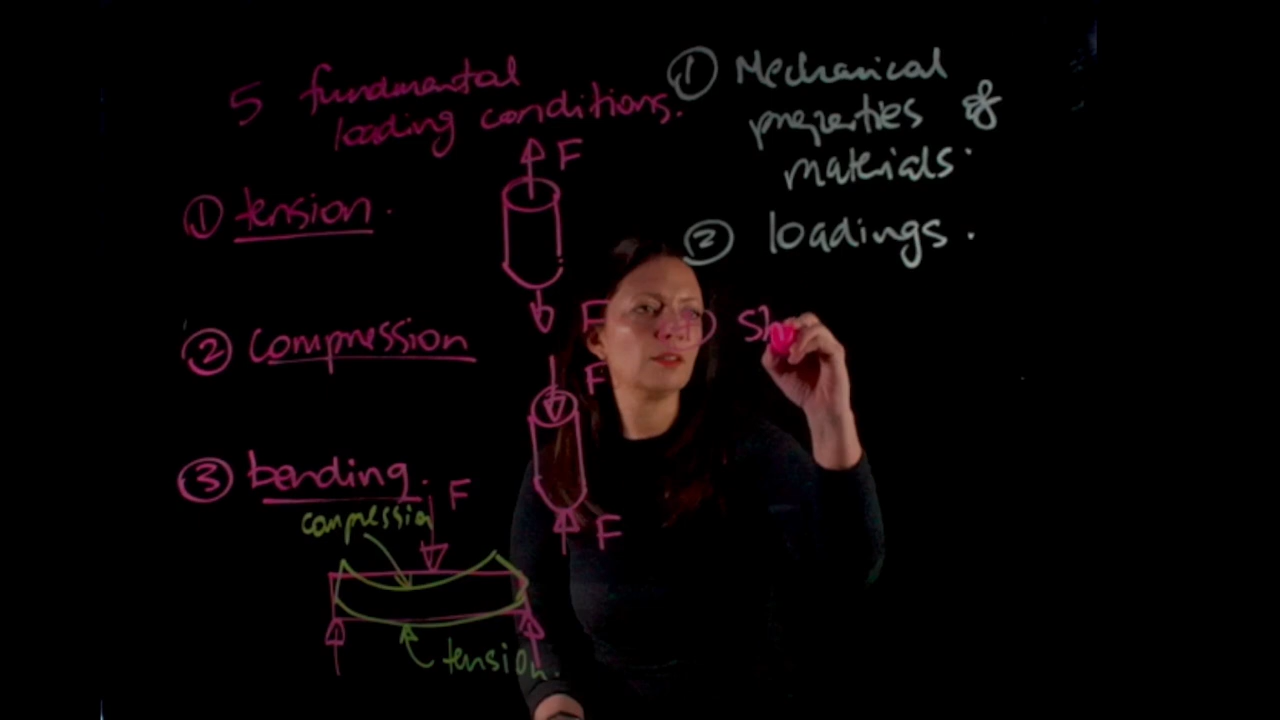 5 fundamental
loading conditions.
① tension.
F
F
② compression
F
F
③ bending.
F
compression
tension.
① Mechanical
properties of
materials.
② loadings.
Sh